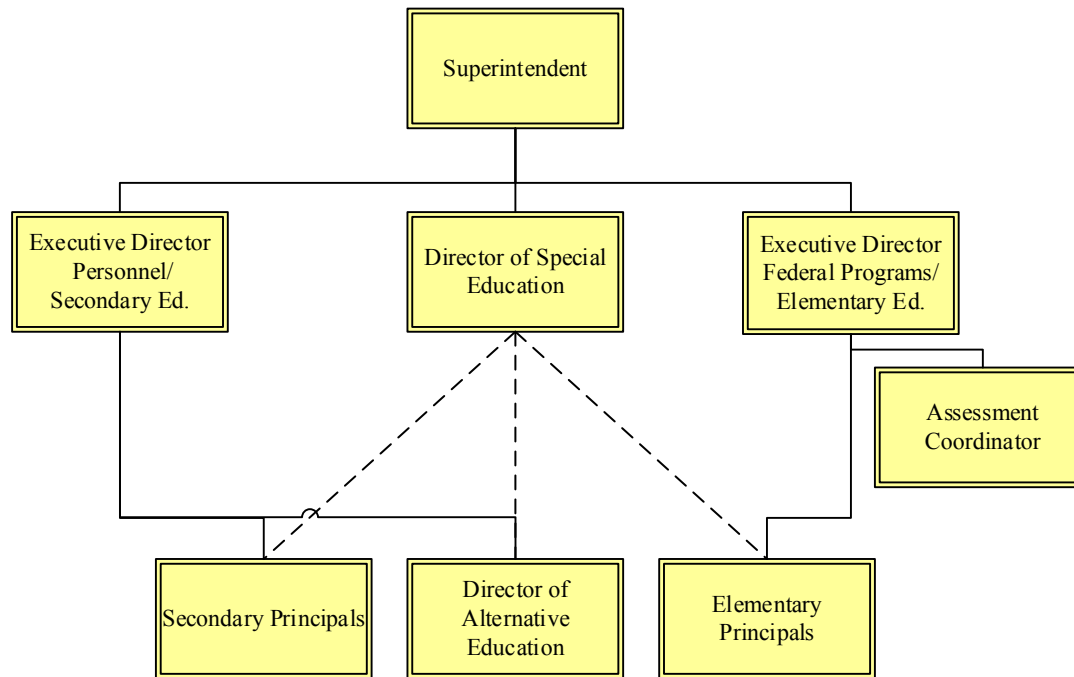 Superintendent
Executive Director
Personnel/
Secondary Ed.
Director of Special
Education
Executive Director
Federal Programs/
Elementary Ed.
Assessment
Coordinator
Secondary Principals
Director of
Alternative
Education
Elementary
Principals